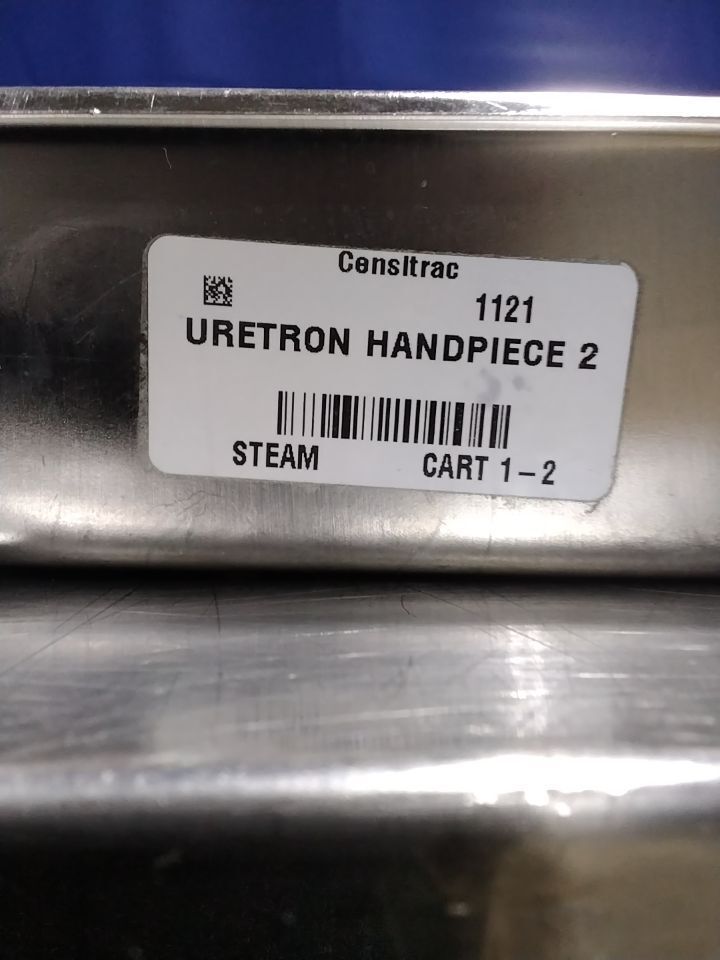 Censitrac
1121
URETRON HANDPIECE 2
STEAM CART 1-2